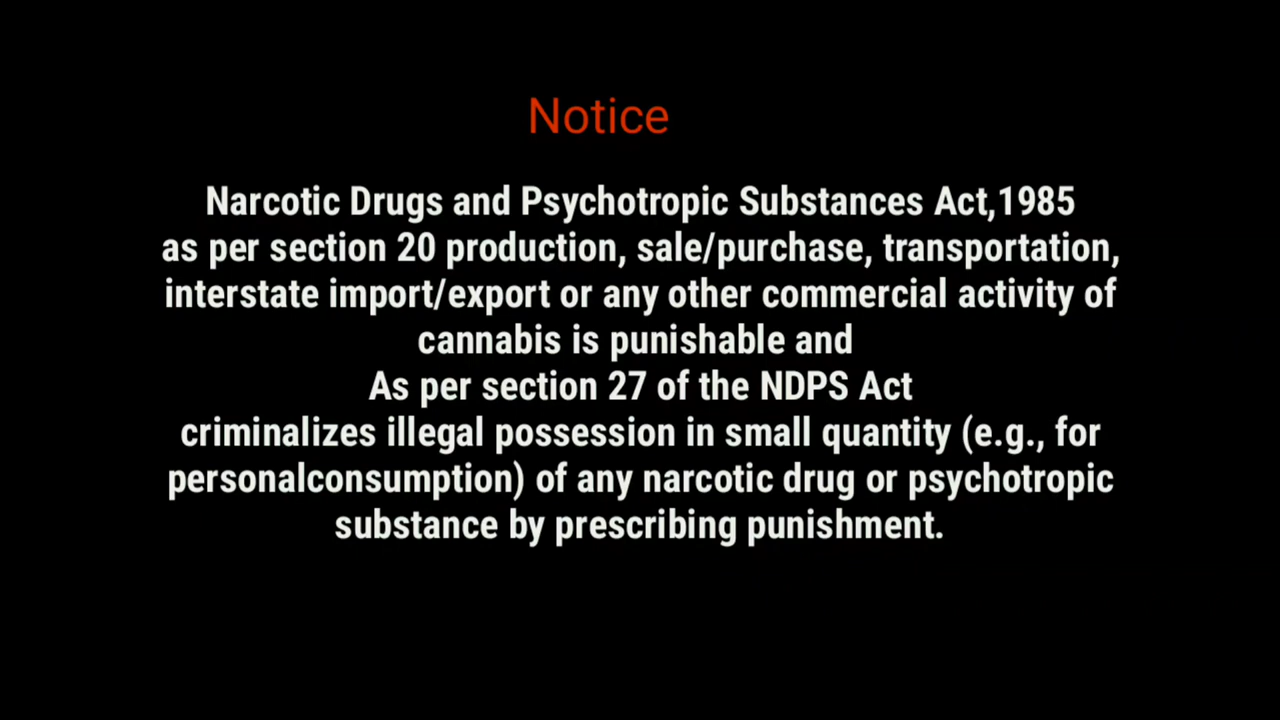 Notice
Narcotic Drugs and Psychotropic Substances Act,1985
as per section 20 production, sale/purchase, transportation,
interstate import/export or any other commercial activity of
cannabis is punishable and
As per section 27 of the NDPS Act
criminalizes illegal possession in small quantity (e.g., for
personalconsumption) of any narcotic drug or psychotropic
substance by prescribing punishment.